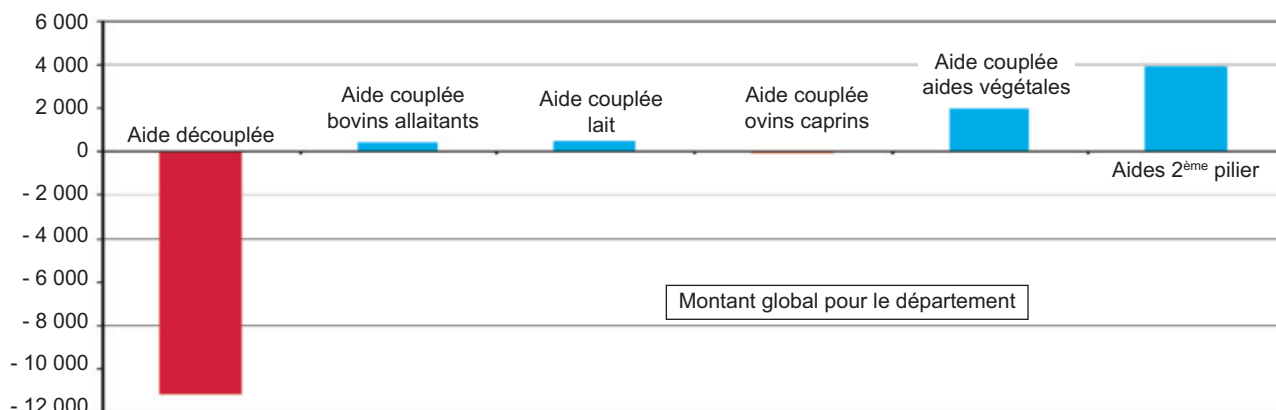 6 000
4 000
2 000
0
- 2 000
- 4 000
- 6 000
- 8 000
- 10 000
- 12 000
Aide découplée
Aide couplée
bovins allaitants
Aide couplée
lait
Aide couplée
ovins caprins
Aide couplée
aides végétales
Aides 2ème pilier
Montant global pour le département